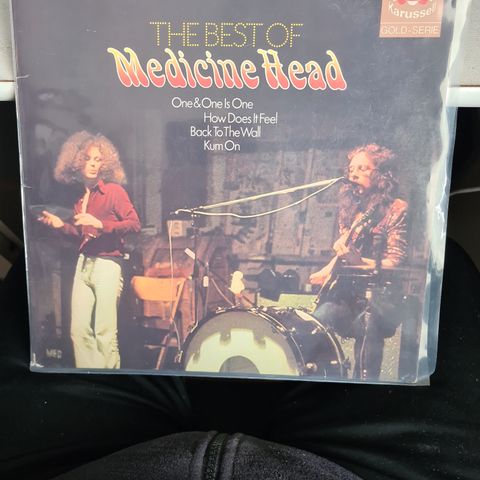 THE BEST OF
Medicine Head
One & One Is One
How Does It Feel
Back To The Wall
Kum On
Karussell
GOLD-SERIE
MED